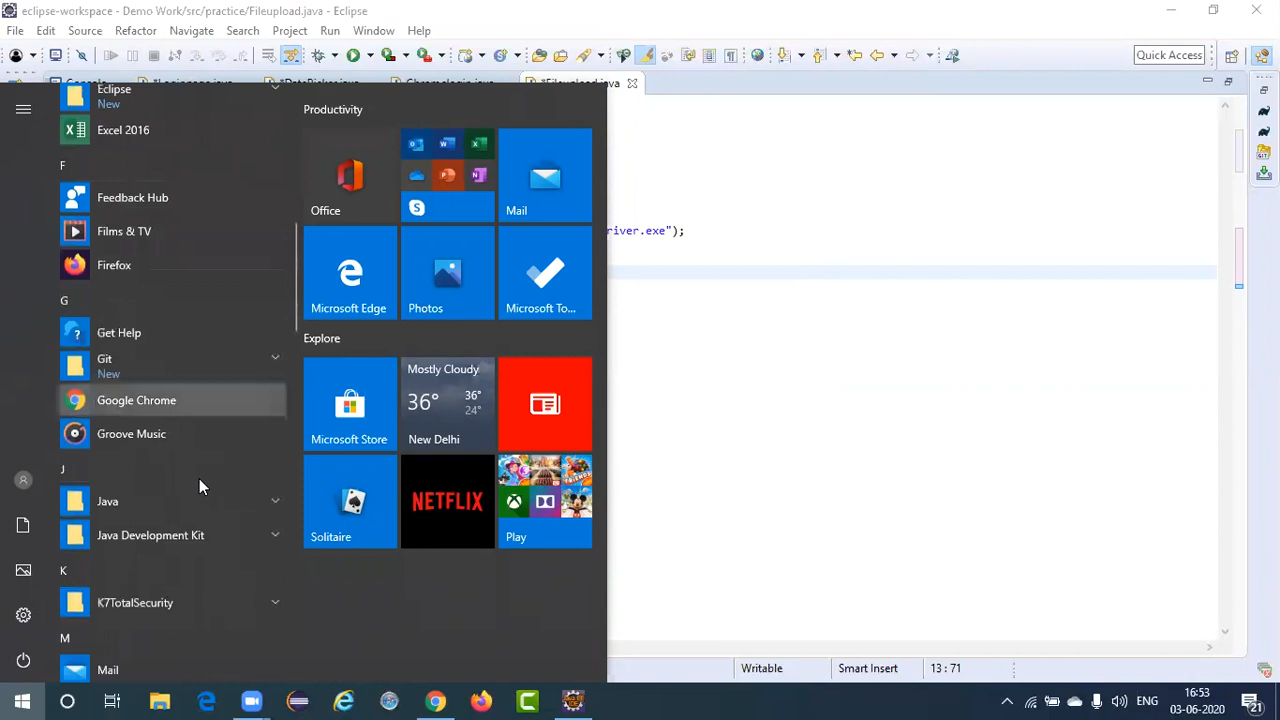 eclipse-workspace - Demo Work/src/practice/Fileupload.java - Eclipse
File Edit Source Refactor Navigate Search Project Run Window Help
Quick Access
*Fileupload.java
Eclipse
New
Excel 2016
F
Feedback Hub
Films & TV
Firefox
G
Get Help
Git
New
Google Chrome
Groove Music
J
Java
Java Development Kit
K
K7TotalSecurity
M
Mail
Productivity
Office
Mail
Microsoft Edge
Photos
Microsoft To...
Explore
Microsoft Store
Mostly Cloudy
36° 36°
24°
New Delhi
Solitaire
NETFLIX
Play
river.exe");
Writable
Smart Insert
13 : 71
ENG
16:53
03-06-2020
21